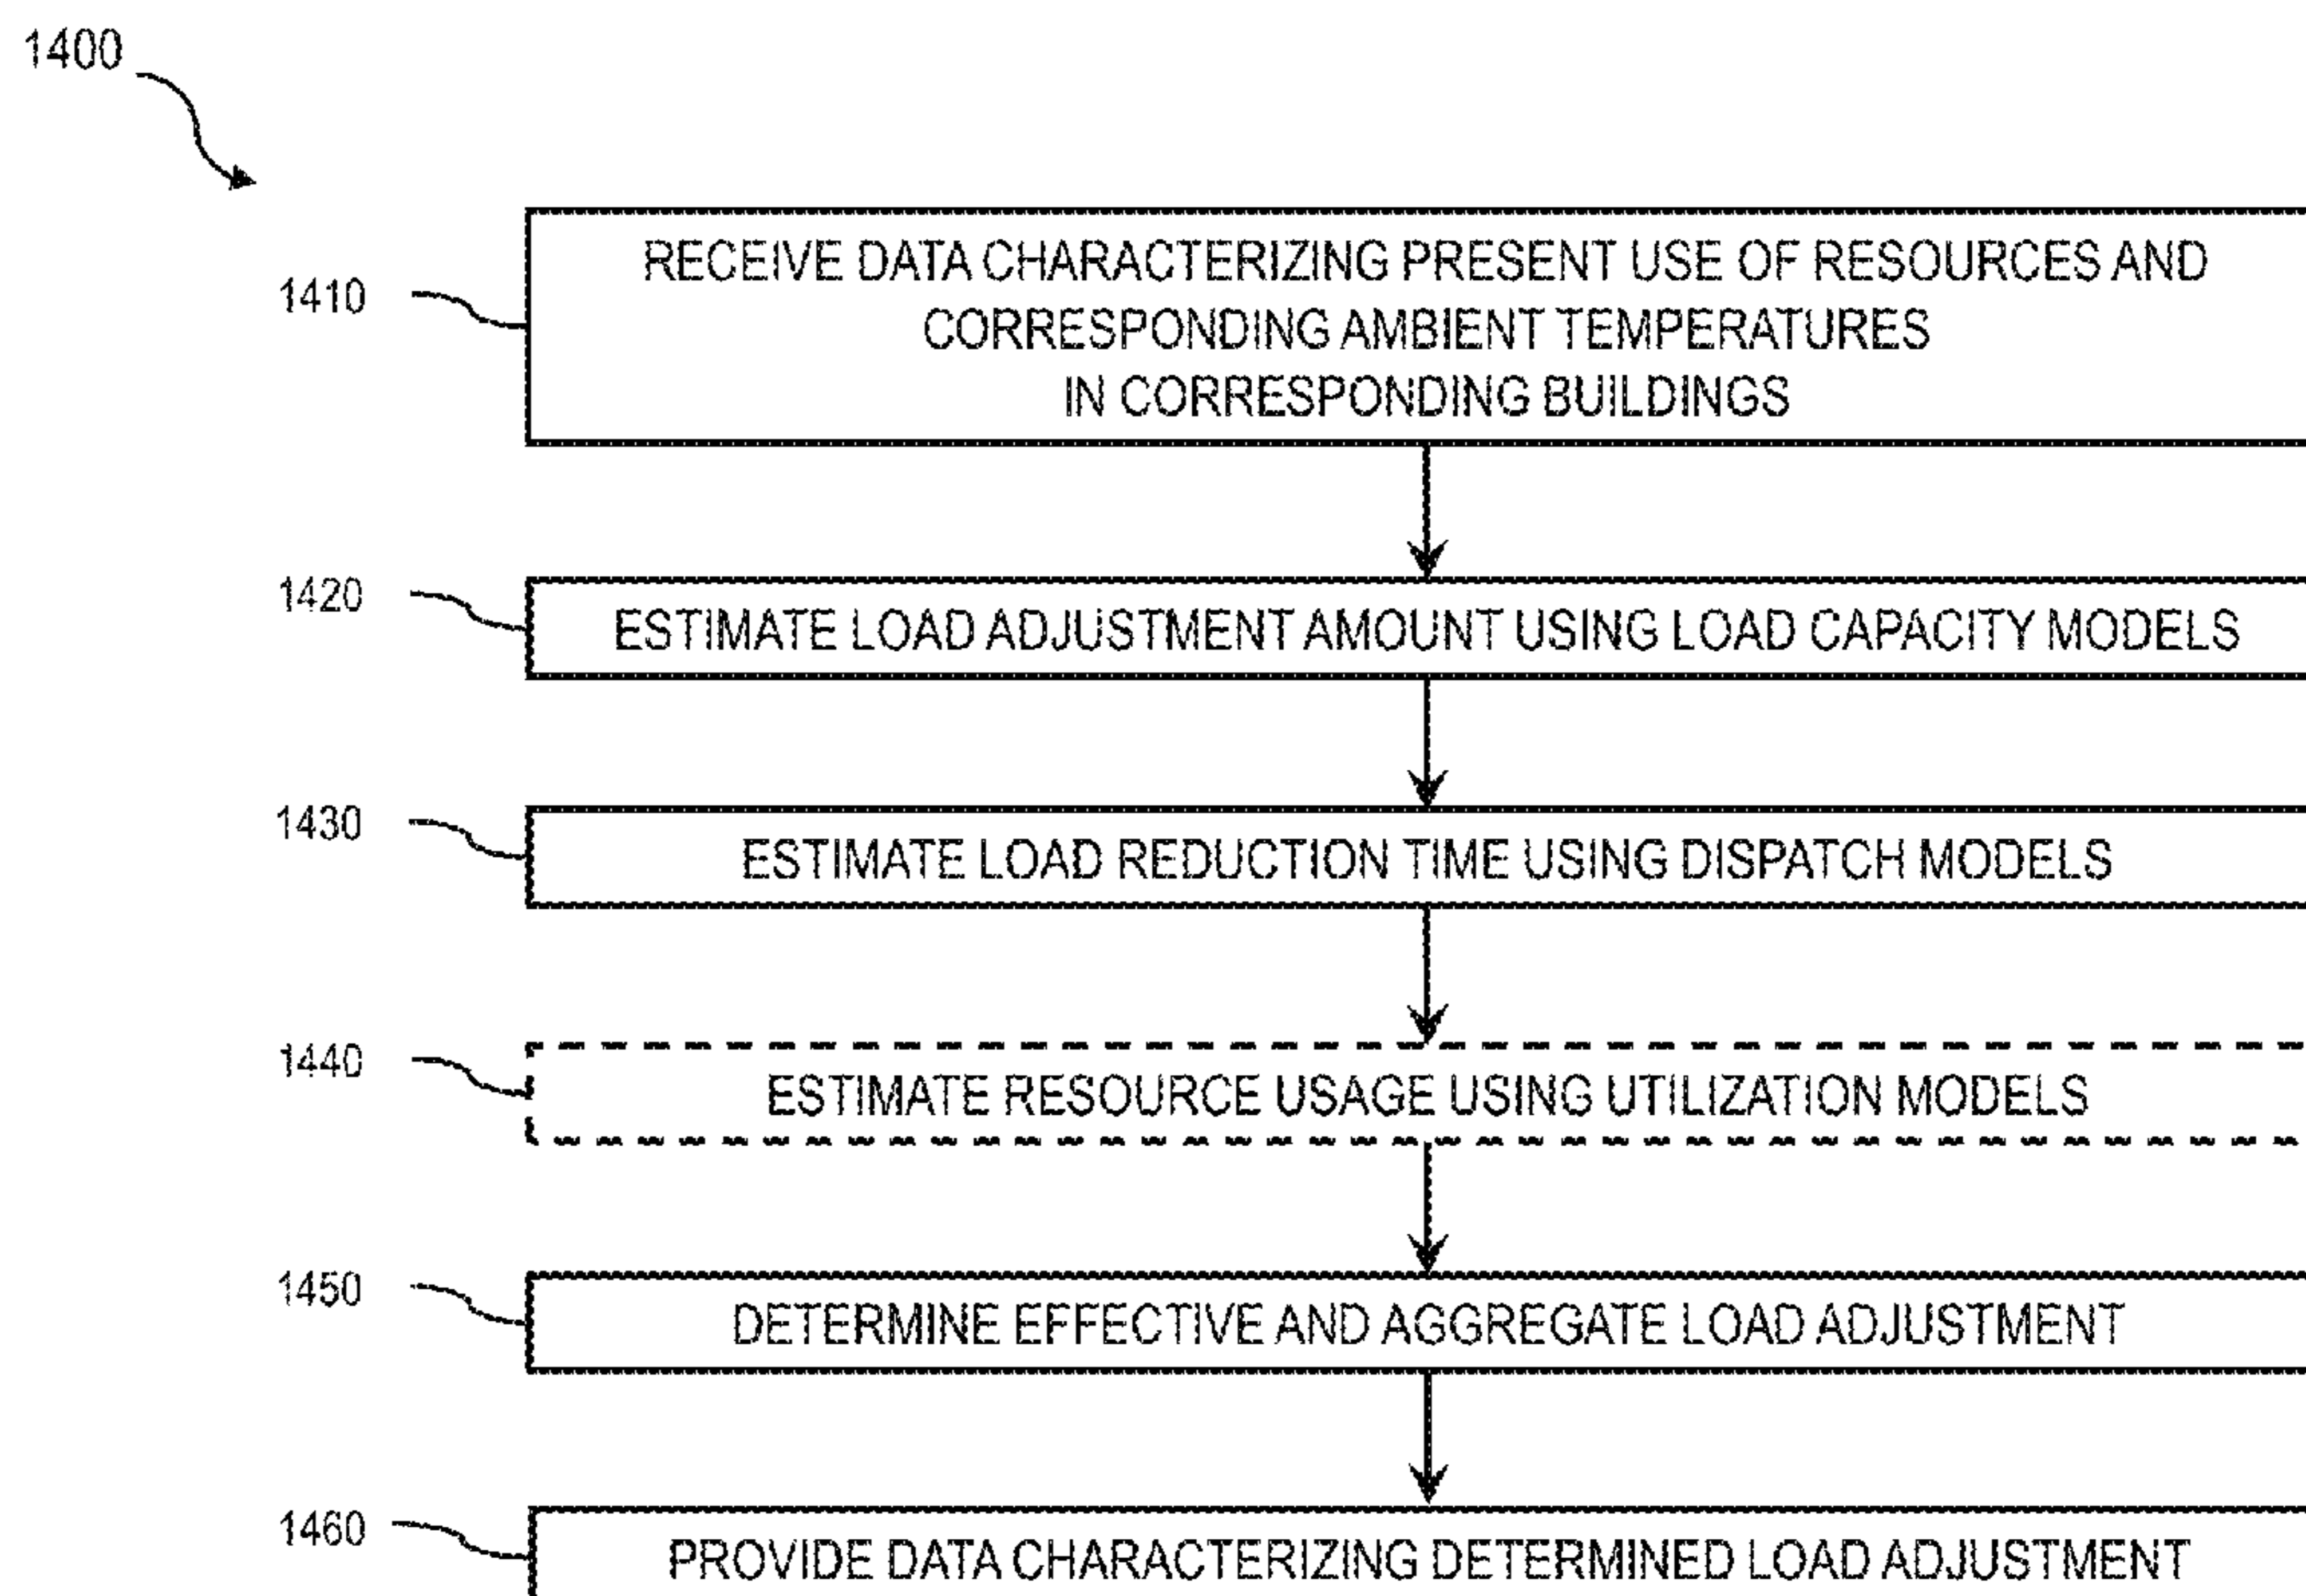 1400
1410
RECEIVE DATA CHARACTERIZING PRESENT USE OF RESOURCES AND
CORRESPONDING AMBIENT TEMPERATURES
IN CORRESPONDING BUILDINGS
1420
ESTIMATE LOAD ADJUSTMENT AMOUNT USING LOAD CAPACITY MODELS
1430
ESTIMATE LOAD REDUCTION TIME USING DISPATCH MODELS
1440
ESTIMATE RESOURCE USAGE USING UTILIZATION MODELS
1450
DETERMINE EFFECTIVE AND AGGREGATE LOAD ADJUSTMENT
1460
PROVIDE DATA CHARACTERIZING DETERMINED LOAD ADJUSTMENT